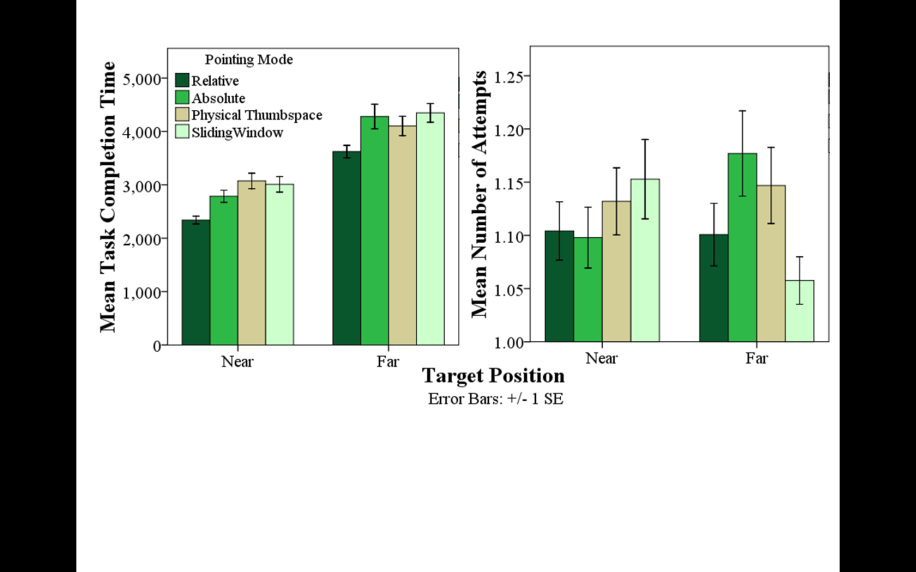 Mean Task Completion Time
5,000
4,000
3,000
2,000
1,000
0
Pointing Mode
Relative
Absolute
Physical Thumbspace
SlidingWindow
Near
Far
Mean Number of Attempts
1.25
1.20
1.15
1.10
1.05
1.00
Near
Far
Target Position
Error Bars: +/- 1 SE